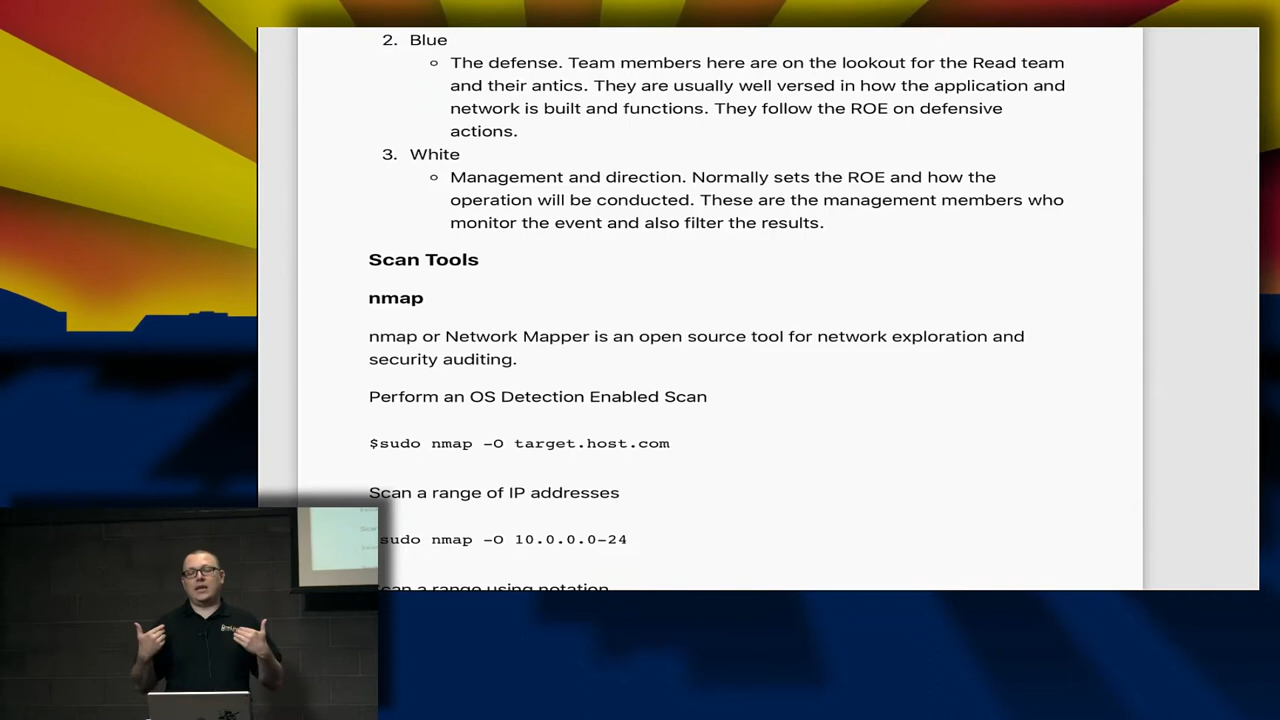 2. Blue
The defense. Team members here are on the lookout for the Read team
and their antics. They are usually well versed in how the application and
network is built and functions. They follow the ROE on defensive
actions.
3. White
Management and direction. Normally sets the ROE and how the
operation will be conducted. These are the management members who
monitor the event and also filter the results.
Scan Tools
nmap
nmap or Network Mapper is an open source tool for network exploration and
security auditing.
Perform an OS Detection Enabled Scan
$sudo nmap -O target.host.com
Scan a range of IP addresses
sudo nmap -O 10.0.0.0-24
Scan a range using notation